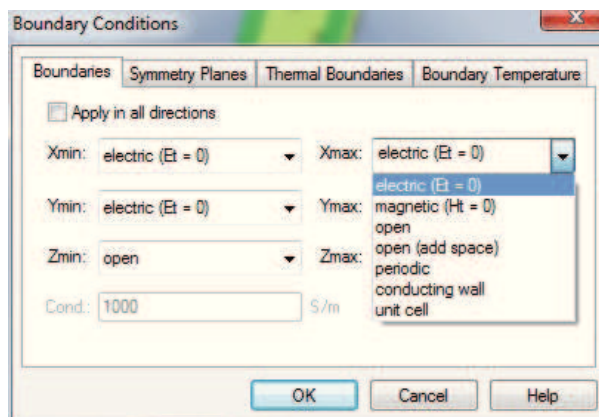 Boundary Conditions
Boundaries Symmetry Planes Thermal Boundaries Boundary Temperature
Apply in all directions
Xmin: electric (Et = 0) Xmax: electric (Et = 0)
electric (Et = 0)
Ymin: electric (Et = 0) Ymax: magnetic (Ht = 0)
open
open (add space)
Zmin: open Zmax: periodic
conducting wall
Cond.: 1000 S/m unit cell
OK Cancel Help